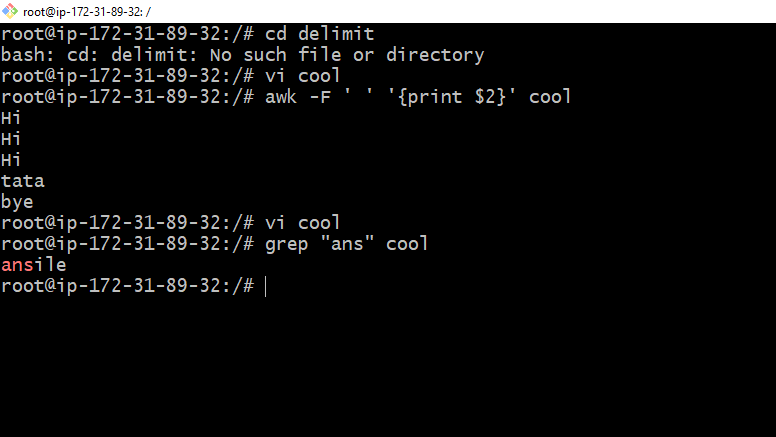 root@ip-172-31-89-32: /
root@ip-172-31-89-32:/# cd delimit
bash: cd: delimit: No such file or directory
root@ip-172-31-89-32:/# vi cool
root@ip-172-31-89-32:/# awk -F ' ' '{print $2}' cool
Hi
Hi
Hi
tata
bye
root@ip-172-31-89-32:/# vi cool
root@ip-172-31-89-32:/# grep "ans" cool
ansile
root@ip-172-31-89-32:/#